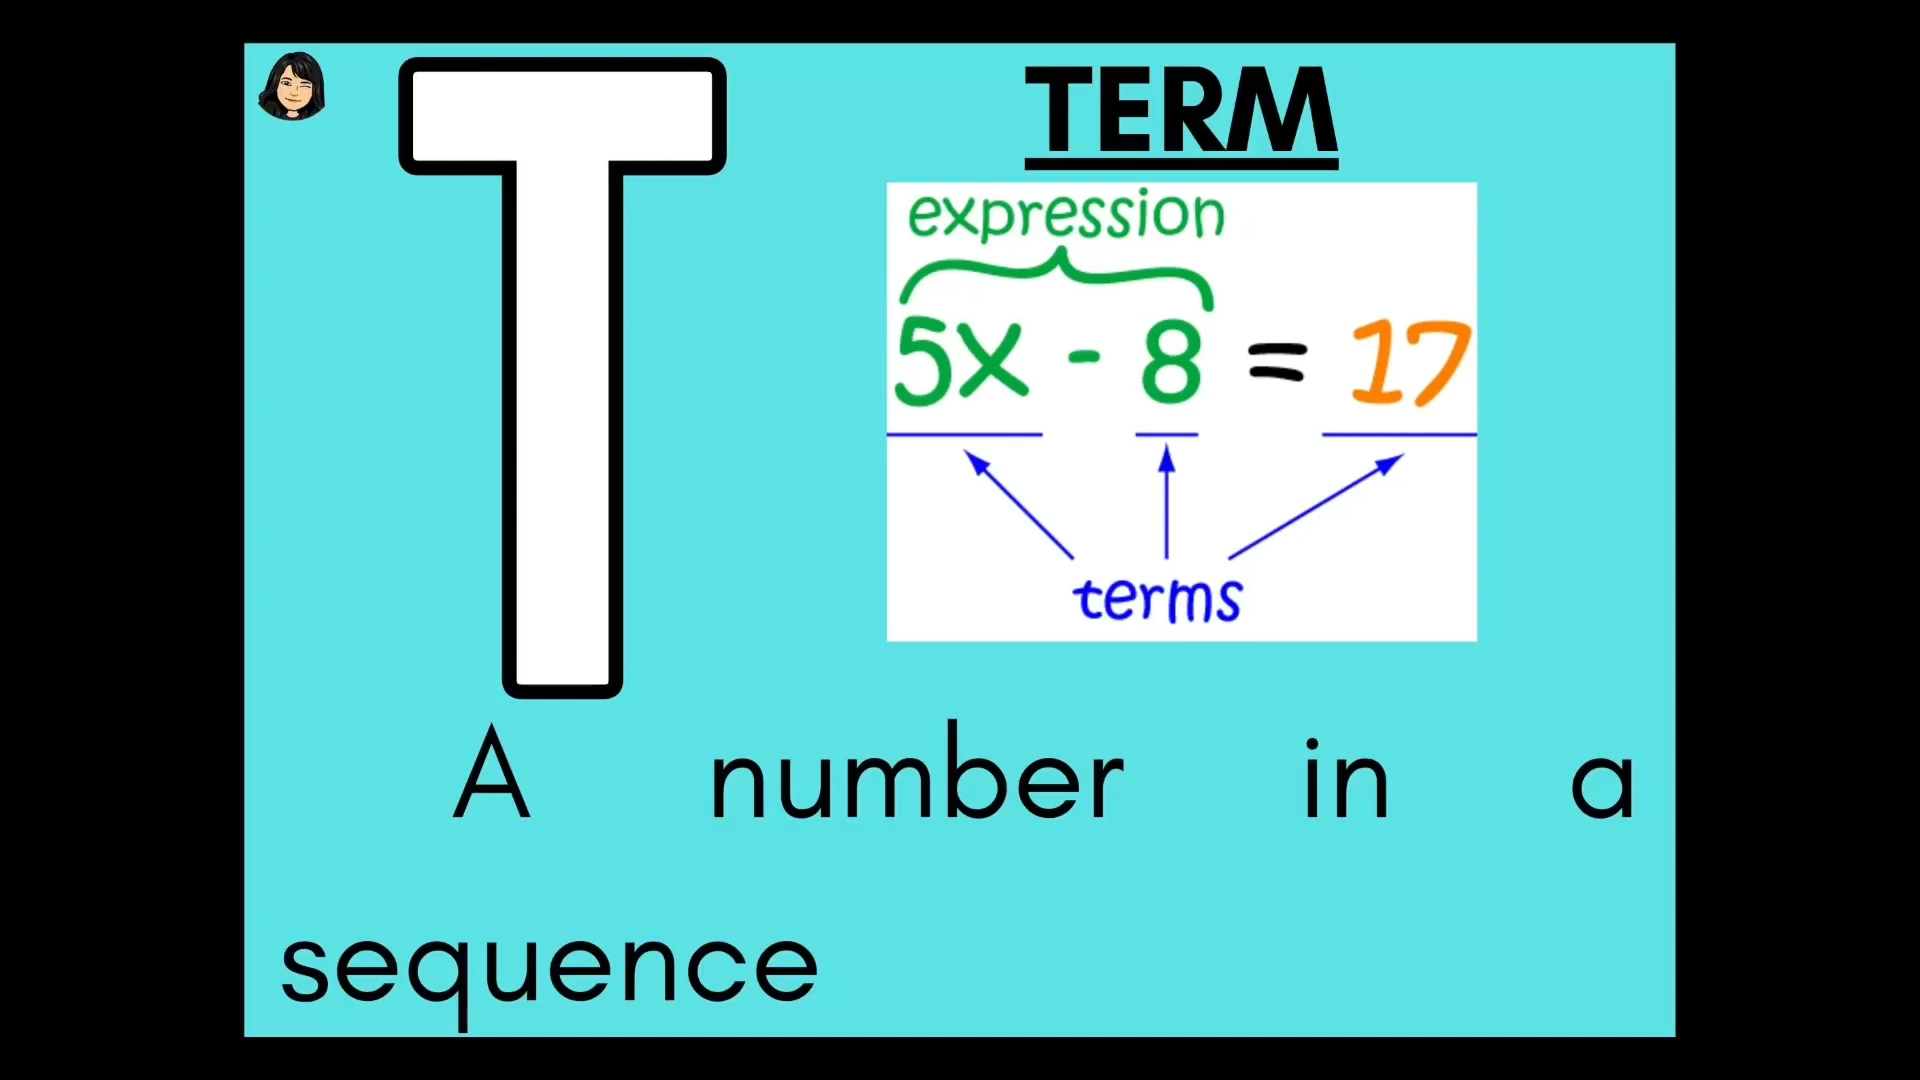 T
TERM
expression
5x - 8 = 17
terms
A number in a
sequence